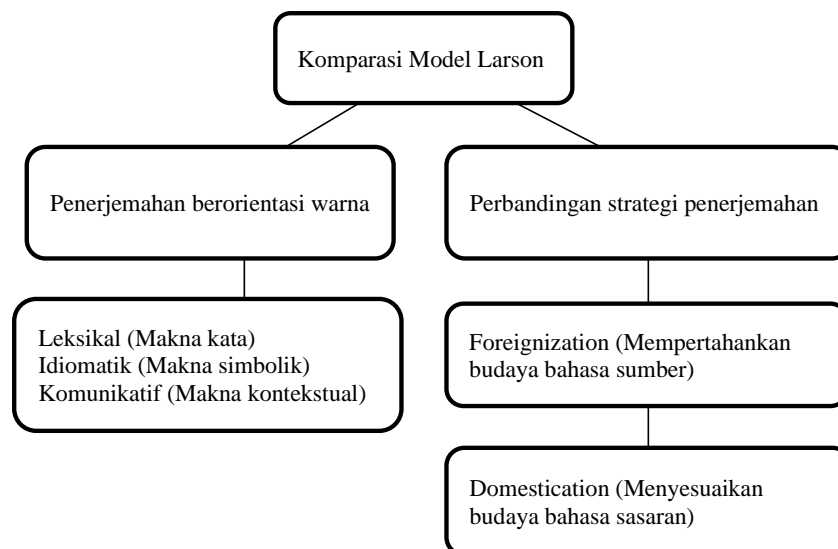 Komparasi Model Larson
Penerjemahan berorientasi warna
Perbandingan strategi penerjemahan
Leksikal (Makna kata)
Idiomatik (Makna simbolik)
Komunikatif (Makna kontekstual)
Foreignization (Mempertahankan
budaya bahasa sumber)
Domestication (Menyesuaikan
budaya bahasa sasaran)